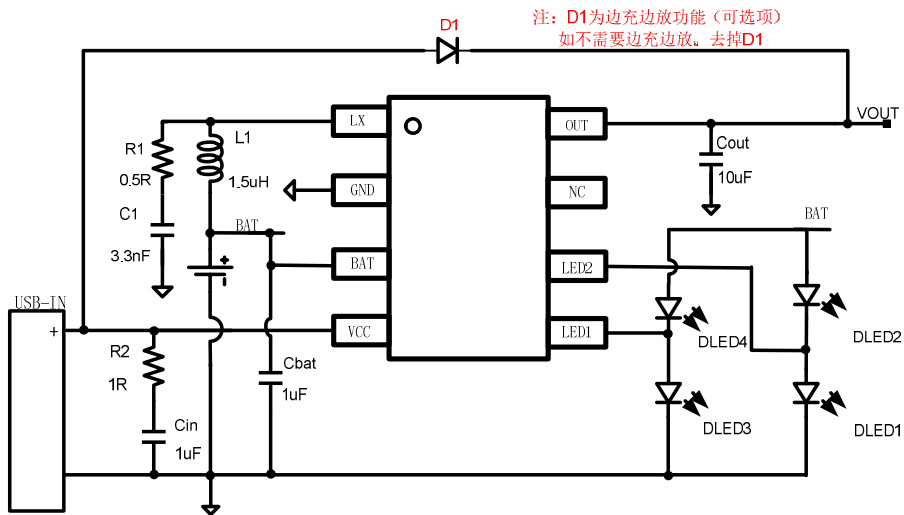 注：D1为边充边放功能（可选项）
如不需要边充边放。去掉D1
D1
LX
OUT
VOUT
R1
0.5R
L1
1.5uH
Cout
10uF
GND
NC
C1
3.3nF
BAT
BAT
+
BAT
LED2
USB-IN
+
VCC
LED1
DLED4
DLED2
R2
1R
Cbat
1uF
DLED3
DLED1
Cin
1uF